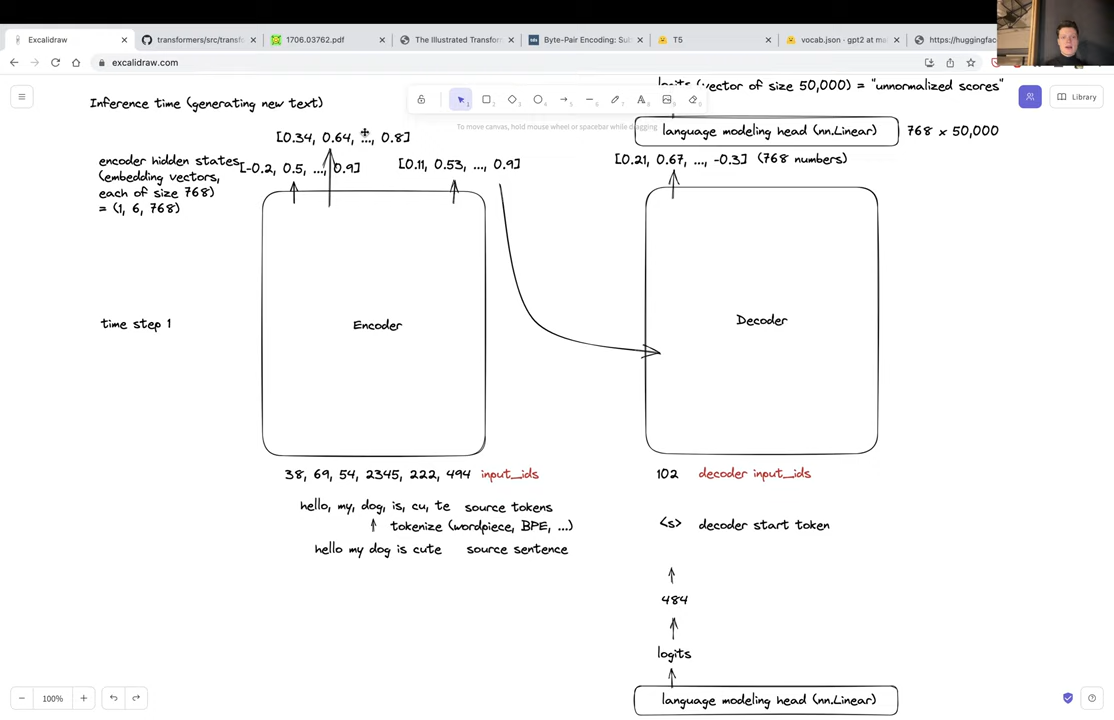 Excalidraw
transformers/src/transf
1706.03762.pdf
The Illustrated Transfor
Byte-Pair Encoding: Sub
T5
vocab.json · gpt2 at ma
https://huggingfac
excalidraw.com
Library
To move canvas, hold mouse wheel or spacebar while dragging
Inference time (generating new text)
logits (vector of size 50,000) = "unnormalized scores"
language modeling head (nn.Linear) 768 x 50,000
[0.34, 0.64, ..., 0.8]
encoder hidden states
(embedding vectors,
each of size 768)
= (1, 6, 768)
[-0.2, 0.5, ..., 0.9]
[0.11, 0.53, ..., 0.9]
[0.21, 0.67, ..., -0.3] (768 numbers)
time step 1
Encoder
Decoder
38, 69, 54, 2345, 222, 494 input_ids
102 decoder input_ids
hello, my, dog, is, cu, te source tokens
tokenize (wordpiece, BPE, ...)
<s> decoder start token
hello my dog is cute source sentence
484
logits
language modeling head (nn.Linear)
100%